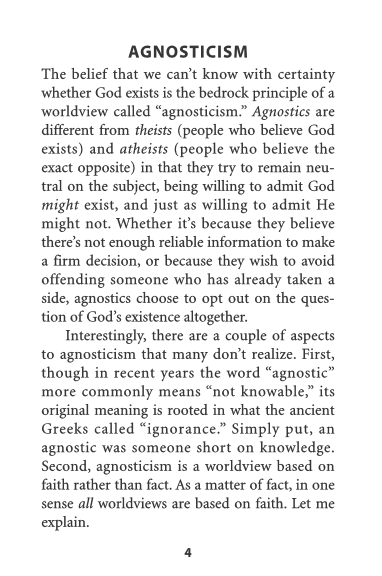 AGNOSTICISM
The belief that we can’t know with certainty
whether God exists is the bedrock principle of a
worldview called “agnosticism.” Agnostics are
different from theists (people who believe God
exists) and atheists (people who believe the
exact opposite) in that they try to remain neu-
tral on the subject, being willing to admit God
might exist, and just as willing to admit He
might not. Whether it’s because they believe
there’s not enough reliable information to make
a firm decision, or because they wish to avoid
offending someone who has already taken a
side, agnostics choose to opt out on the ques-
tion of God’s existence altogether.
Interestingly, there are a couple of aspects
to agnosticism that many don’t realize. First,
though in recent years the word “agnostic”
more commonly means “not knowable,” its
original meaning is rooted in what the ancient
Greeks called “ignorance.” Simply put, an
agnostic was someone short on knowledge.
Second, agnosticism is a worldview based on
faith rather than fact. As a matter of fact, in one
sense all worldviews are based on faith. Let me
explain.
4